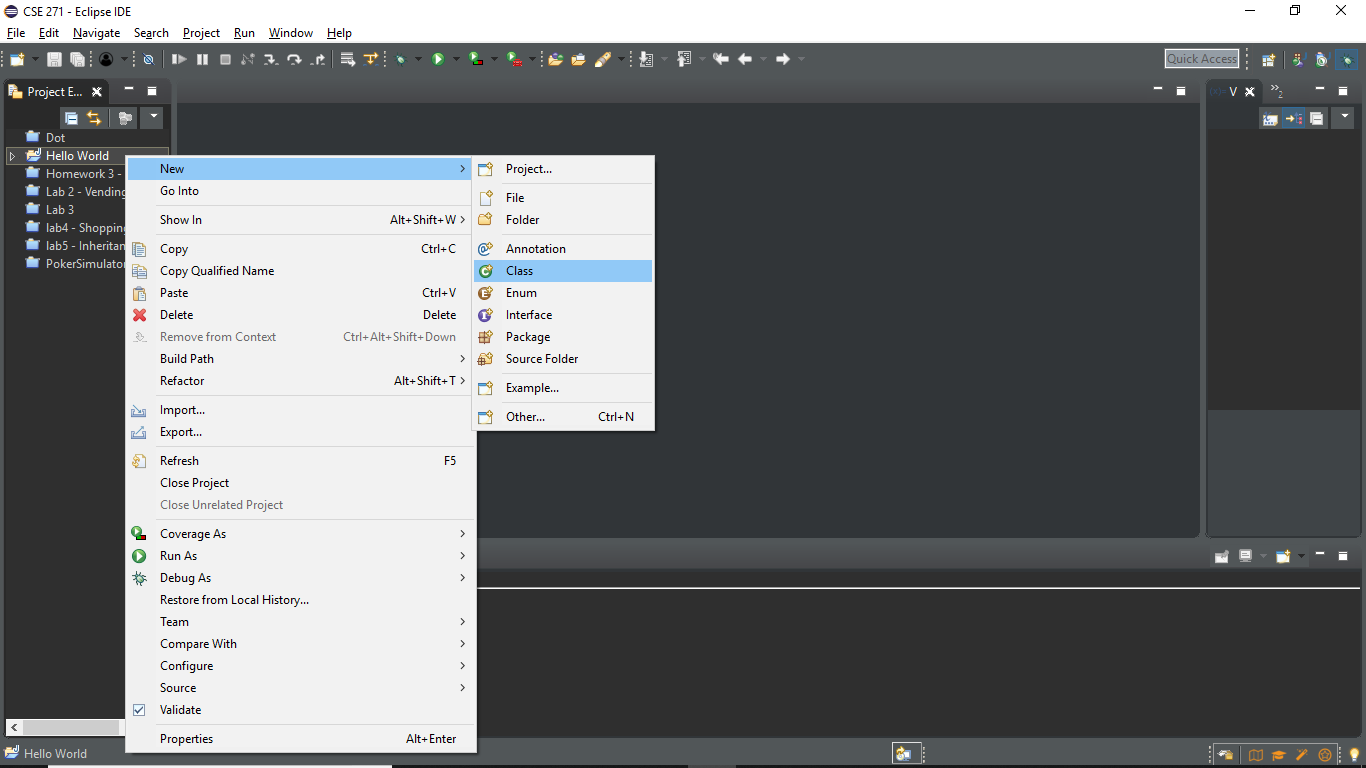 CSE 271 - Eclipse IDE
File Edit Navigate Search Project Run Window Help
Quick Access
Project E...
V
2
Dot
Hello World
Homework 3 -
Lab 2 - Vending
Lab 3
lab4 - Shopping
lab5 - Inheritan
PokerSimulator
New
Go Into
Show In Alt+Shift+W
Copy Ctrl+C
Copy Qualified Name
Paste Ctrl+V
Delete Delete
Remove from Context Ctrl+Alt+Shift+Down
Build Path
Refactor Alt+Shift+T
Import...
Export...
Refresh F5
Close Project
Close Unrelated Project
Coverage As
Run As
Debug As
Restore from Local History...
Team
Compare With
Configure
Source
Validate
Properties Alt+Enter
Project...
File
Folder
Annotation
Class
Enum
Interface
Package
Source Folder
Example...
Other... Ctrl+N
Hello World